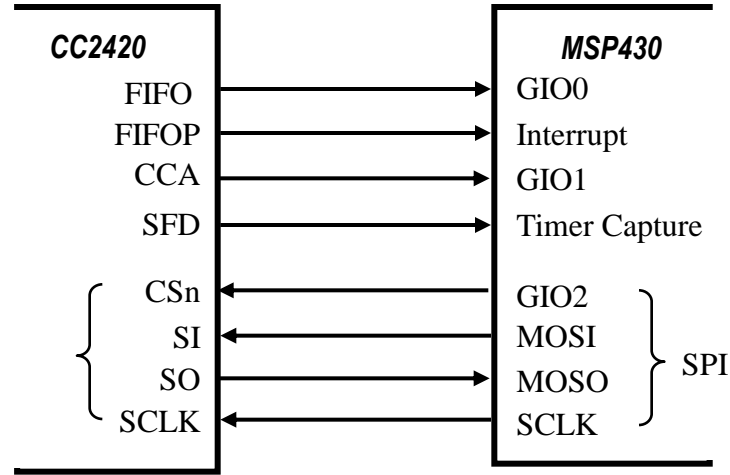 CC2420 MSP430
FIFO GIO0
FIFOP Interrupt
CCA GIO1
SFD Timer Capture
CSn GIO2
SI MOSI
SPI
SO MOSO
SCLK SCLK